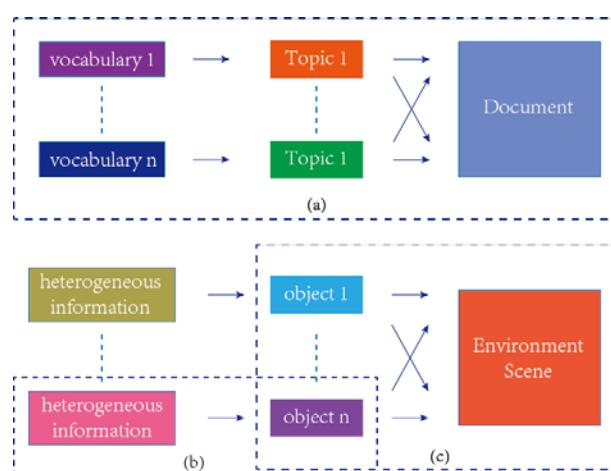 vocabulary 1
Topic 1
Document
vocabulary n
Topic 1
(a)
heterogeneous
information
object 1
Environment
Scene
heterogeneous
information
object n
(b)
(c)